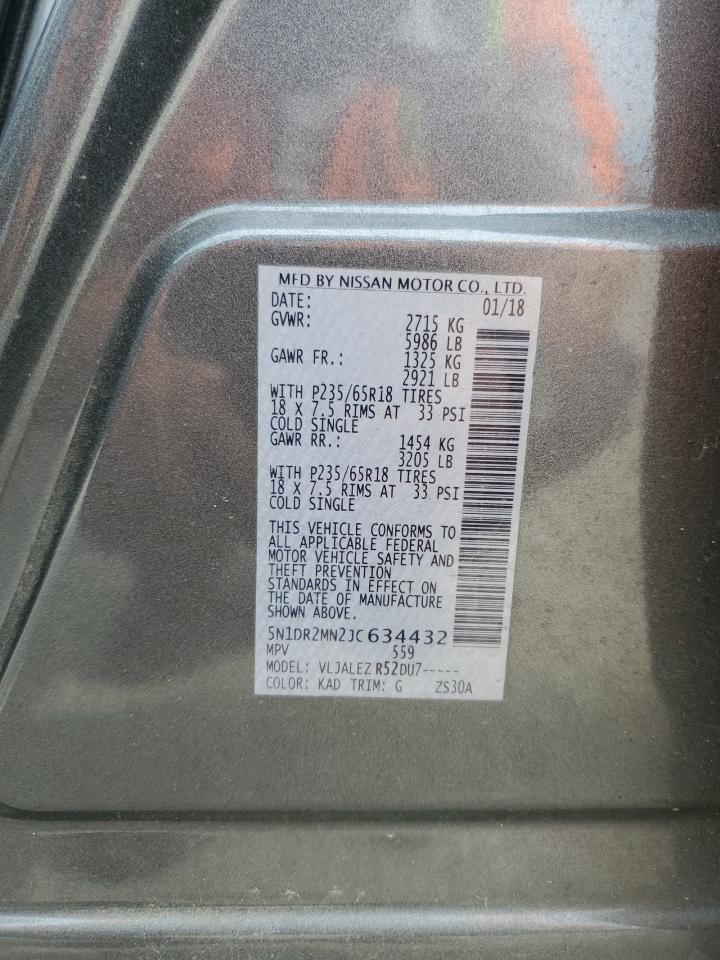 MFD BY NISSAN MOTOR CO., LTD.
DATE: 01/18
GVWR: 2715 KG
5986 LB
GAWR FR.: 1325 KG
2921 LB
WITH P235/65R18 TIRES
18 X 7.5 RIMS AT 33 PSI
COLD SINGLE
GAWR RR.: 1454 KG
3205 LB
WITH P235/65R18 TIRES
18 X 7.5 RIMS AT 33 PSI
COLD SINGLE
THIS VEHICLE CONFORMS TO
ALL APPLICABLE FEDERAL
MOTOR VEHICLE SAFETY AND
THEFT PREVENTION
STANDARDS IN EFFECT ON
THE DATE OF MANUFACTURE
SHOWN ABOVE.
5N1DR2MN2JC634432
MPV 559
MODEL: VLJALEZ R52DU7-----
COLOR: KAD TRIM: G ZS30A